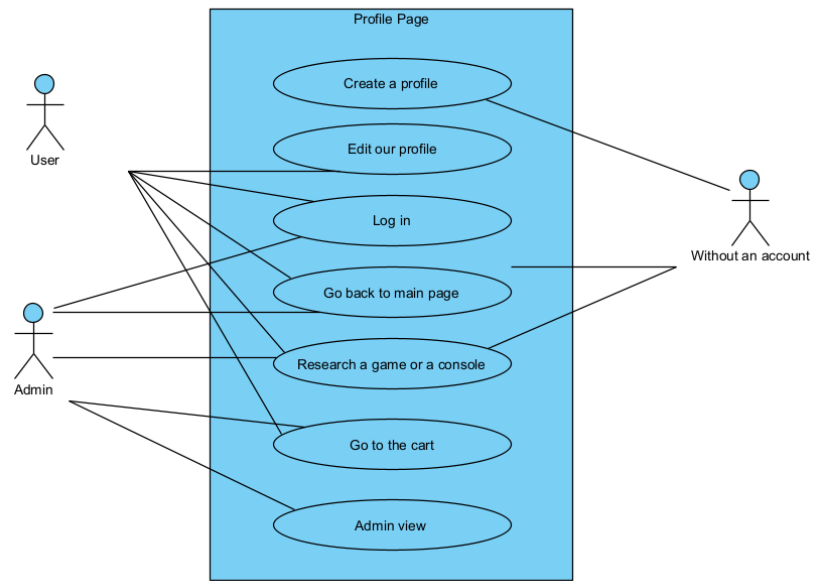 Profile Page
Create a profile
User
Edit our profile
Log in
Without an account
Go back to main page
Admin
Research a game or a console
Go to the cart
Admin view